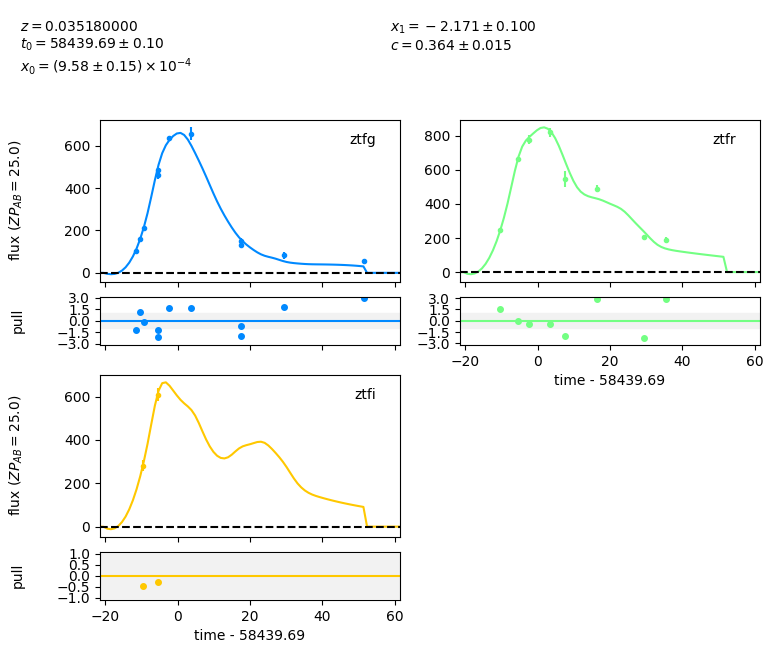 z = 0.035180000
t₀ = 58439.69 ± 0.10
x₀ = (9.58 ± 0.15) × 10⁻⁴
x₁ = −2.171 ± 0.100
c = 0.364 ± 0.015
ztfg
flux (ZP_AB = 25.0)
600
400
200
0
ztfr
800
600
400
200
0
pull
3.0
1.5
0.0
−1.5
−3.0
3.0
1.5
0.0
−1.5
−3.0
−20 0 20 40 60
time - 58439.69
ztfi
flux (ZP_AB = 25.0)
600
400
200
0
pull
1.0
0.5
0.0
−0.5
−1.0
−20 0 20 40 60
time - 58439.69